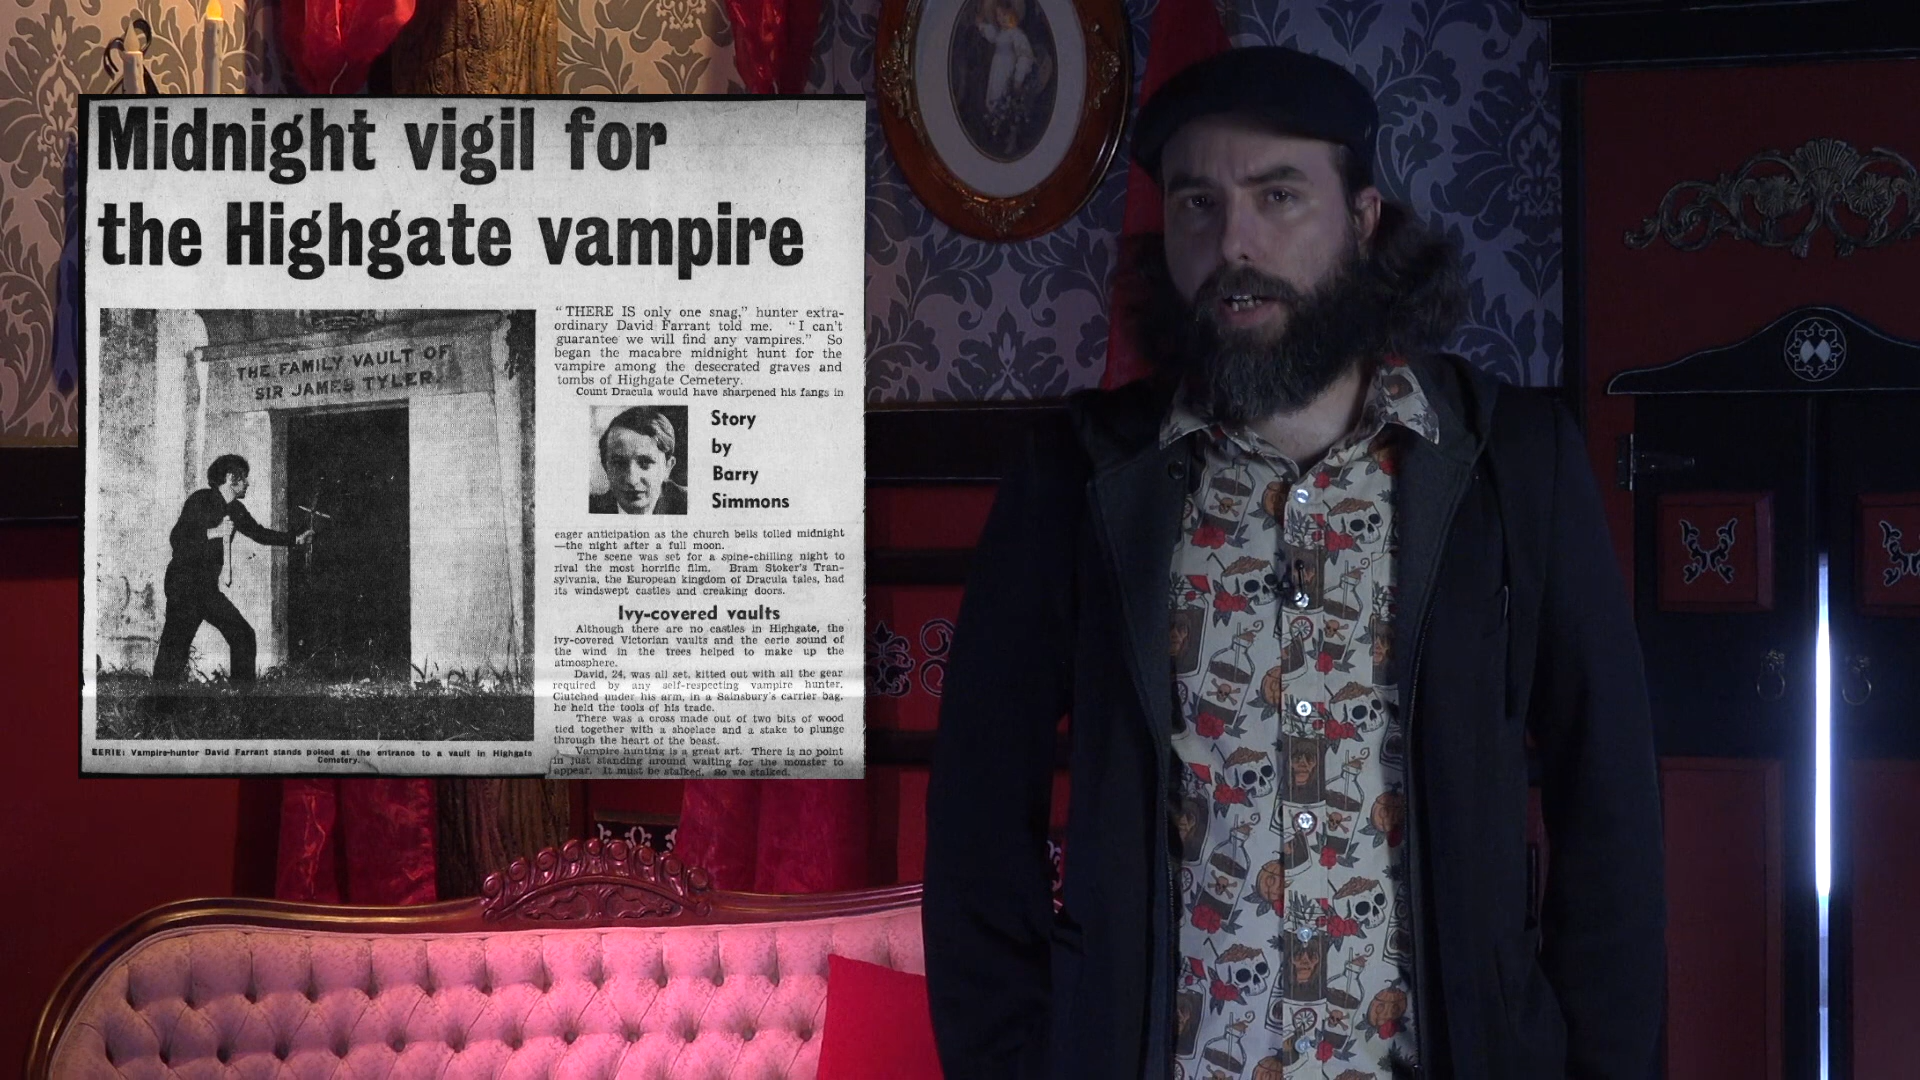 Midnight vigil for
the Highgate vampire
THE FAMILY VAULT OF
SIR JAMES TYLER.
EERIE: Vampire-hunter David Farrant stands poised at the entrance to a vault in Highgate
Cemetery.
"THERE IS only one snag," hunter extra-
ordinary David Farrant told me. "I can't
guarantee we will find any vampires." So
began the macabre midnight hunt for the
vampire among the desecrated graves and
tombs of Highgate Cemetery.
Count Dracula would have sharpened his fangs in
Story
by
Barry
Simmons
eager anticipation as the church bells tolled midnight
—the night after a full moon.
The scene was set for a spine-chilling night to
rival the most horrific film. Bram Stoker's Tran-
sylvania, the European kingdom of Dracula tales, had
its windswept castles and creaking doors.
Ivy-covered vaults
Although there are no castles in Highgate, the
ivy-covered Victorian vaults and the eerie sound of
the wind in the trees helped to make up the
atmosphere.
David, 24, was all set, kitted out with all the gear
required by any self-respecting vampire hunter.
Clutched under his arm, in a Sainsbury's carrier bag,
he held the tools of his trade.
There was a cross made out of two bits of wood
tied together with a shoelace and a stake to plunge
through the heart of the beast.
Vampire hunting is a great art. There is no point
in just standing around waiting for the monster to
appear. It must be stalked. So we stalked.